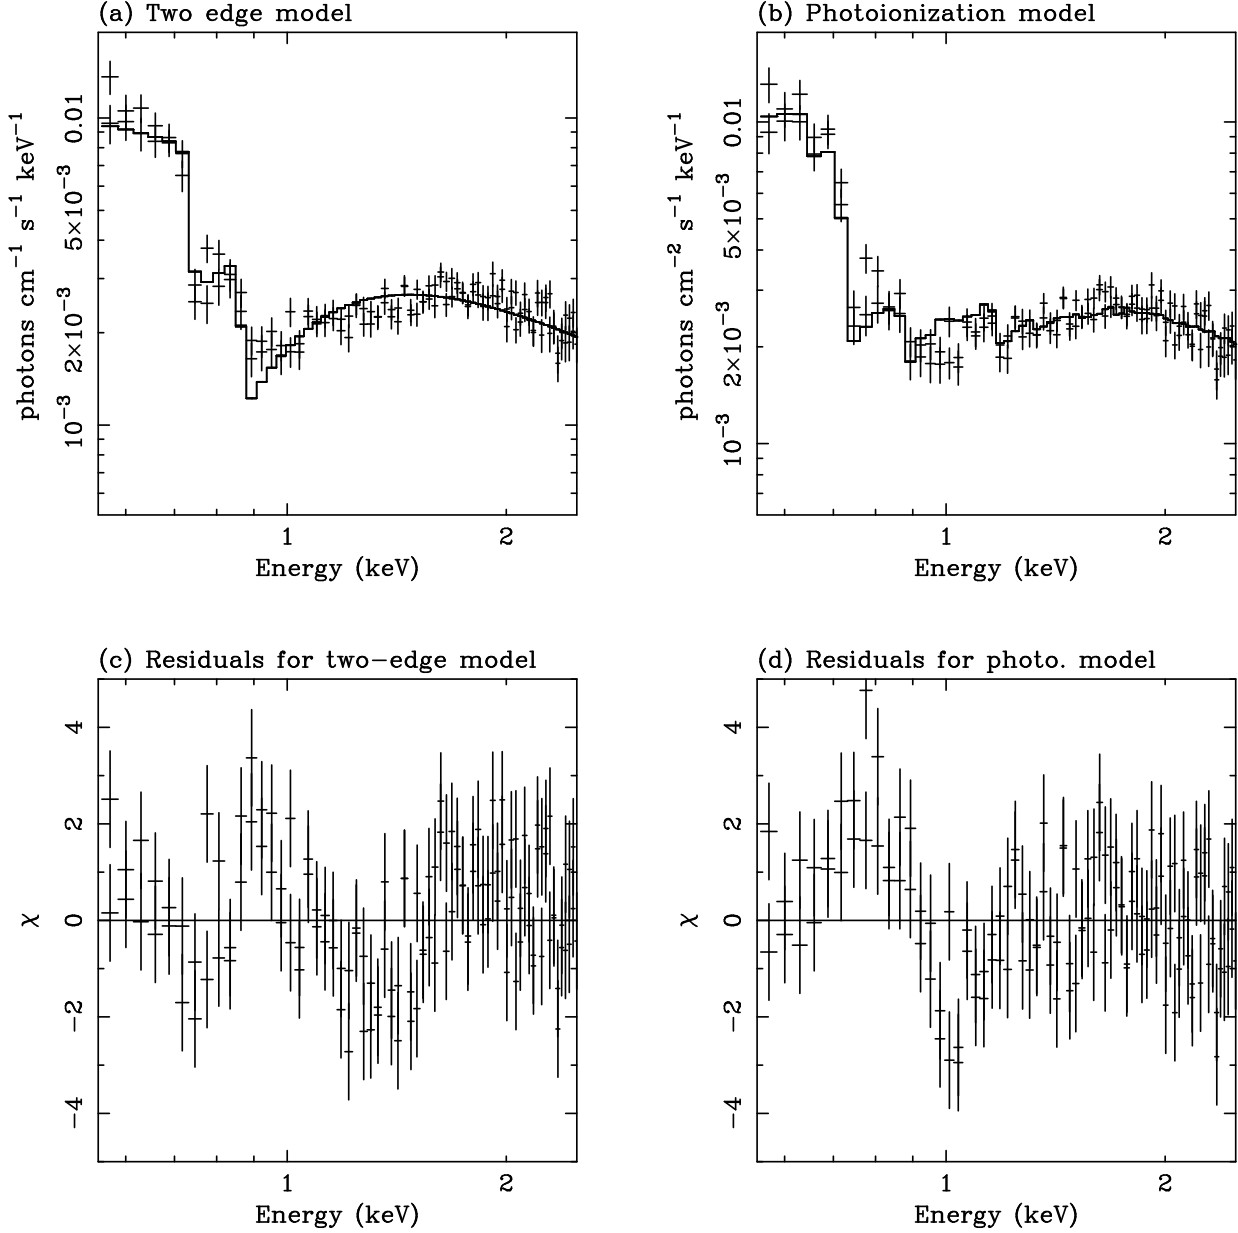 (a) Two edge model
(b) Photoionization model
photons cm−1 s−1 keV−1
0.01
5×10−3
2×10−3
10−3
1 2
Energy (keV)
photons cm−2 s−1 keV−1
0.01
5×10−3
2×10−3
10−3
1 2
Energy (keV)
(c) Residuals for two−edge model
(d) Residuals for photo. model
χ
4
2
0
−2
−4
1 2
Energy (keV)
χ
4
2
0
−2
−4
1 2
Energy (keV)